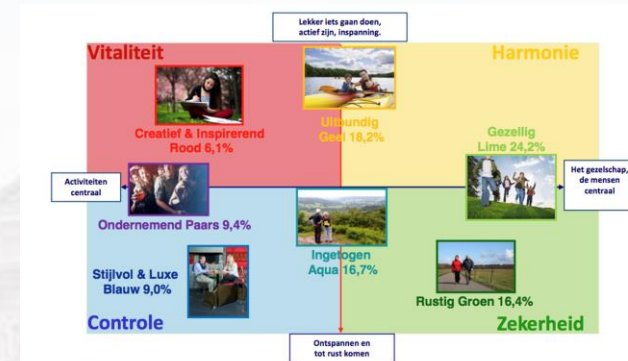 Lekker iets gaan doen,
actief zijn, inspanning.
Vitaliteit
Harmonie
Creatief & Inspirerend
Rood 6,1%
Uitbundig
Geel 18,2%
Gezellig
Lime 24,2%
Activiteiten
centraal
Het gezelschap,
de mensen
centraal
Ondernemend Paars 9,4%
Ingetogen
Aqua 16,7%
Stijlvol & Luxe
Blauw 9,0%
Rustig Groen 16,4%
Controle
Zekerheid
Ontspannen en
tot rust komen